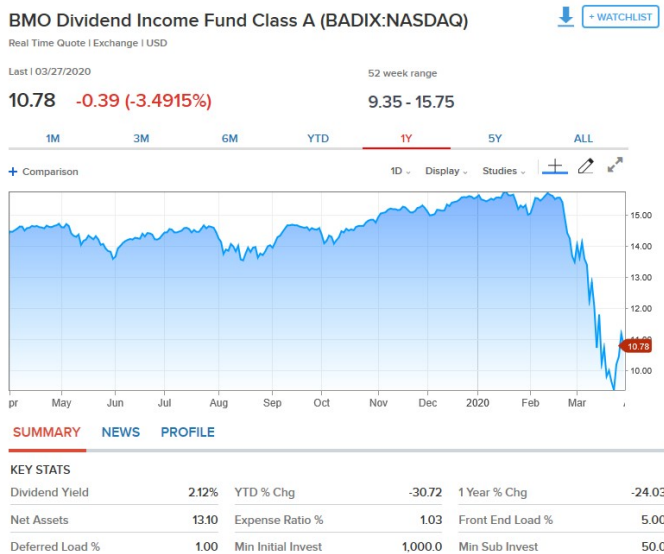 BMO Dividend Income Fund Class A (BADIX:NASDAQ)
+ WATCHLIST
Real Time Quote | Exchange | USD
Last | 03/27/2020
52 week range
10.78 -0.39 (-3.4915%)
9.35 - 15.75
1M 3M 6M YTD 1Y 5Y ALL
+ Comparison
1D Display Studies
15.00
14.00
13.00
12.00
10.78
10.00
pr May Jun Jul Aug Sep Oct Nov Dec 2020 Feb Mar
SUMMARY NEWS PROFILE
KEY STATS
Dividend Yield 2.12% YTD % Chg -30.72 1 Year % Chg -24.03
Net Assets 13.10 Expense Ratio % 1.03 Front End Load % 5.00
Deferred Load % 1.00 Min Initial Invest 1,000.0 Min Sub Invest 50.0